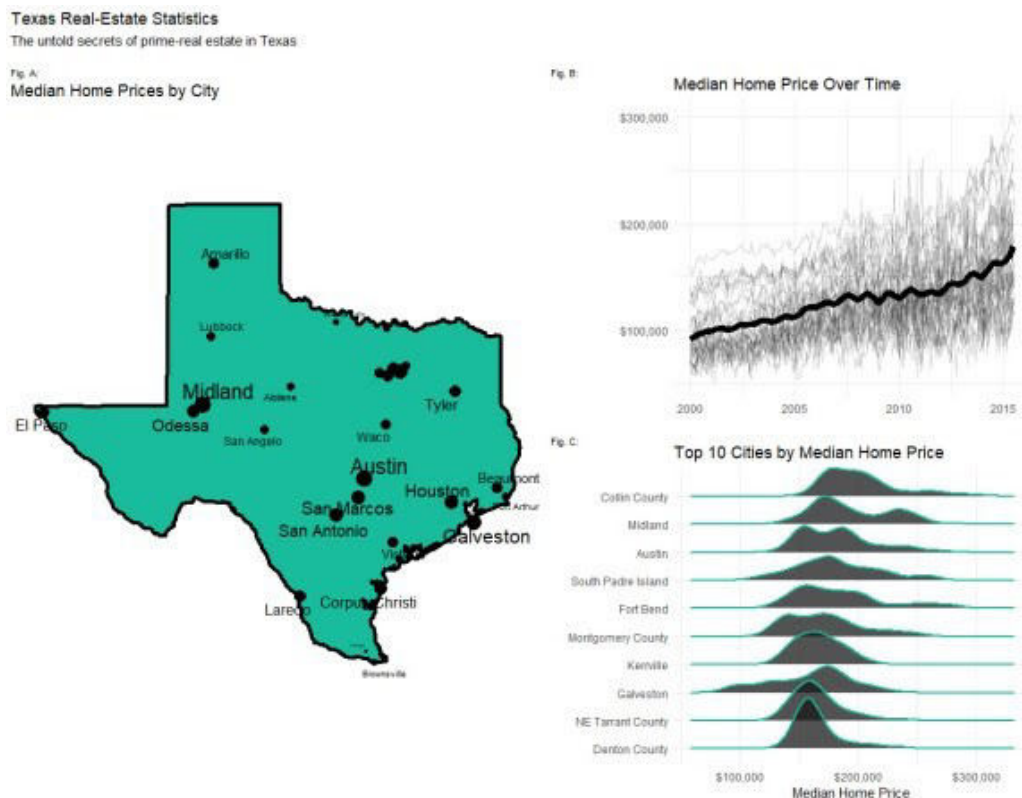 Texas Real-Estate Statistics
The untold secrets of prime-real estate in Texas
Fig. A:
Median Home Prices by City
Amarillo
Lubbock
Midland
Abilene
Tyler
El Paso
Odessa
San Angelo
Waco
Austin
Beaumont
Houston
San Marcos
Arthur
San Antonio
Galveston
Laredo
Corpus Christi
Brownsville
Fig. B:
Median Home Price Over Time
$300,000
$200,000
$100,000
2000 2005 2010 2015
Fig. C:
Top 10 Cities by Median Home Price
Collin County
Midland
Austin
South Padre Island
Fort Bend
Montgomery County
Kerrville
Galveston
NE Tarrant County
Denton County
$100,000 $200,000 $300,000
Median Home Price